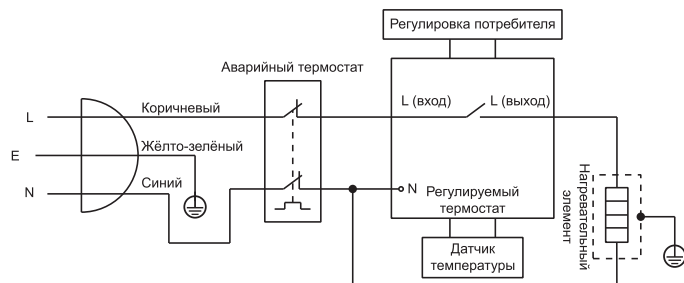 Регулировка потребителя
Аварийный термостат
L
Коричневый
L (вход)
L (выход)
E
Жёлто-зелёный
N
Синий
N
Регулируемый
термостат
Нагревательный
элемент
Датчик
температуры